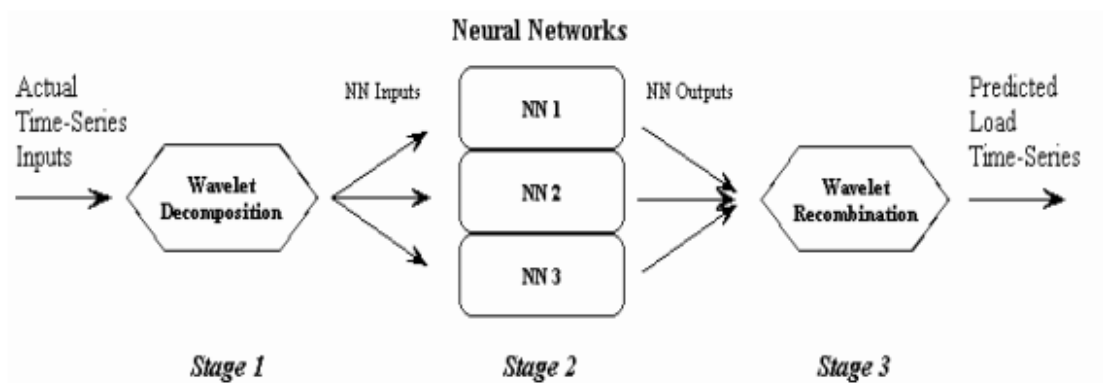 Neural Networks
Actual
Time-Series
Inputs
NN Inputs
NN 1
NN 2
NN 3
NN Outputs
Predicted
Load
Time-Series
Wavelet
Decomposition
Wavelet
Recombination
Stage 1
Stage 2
Stage 3